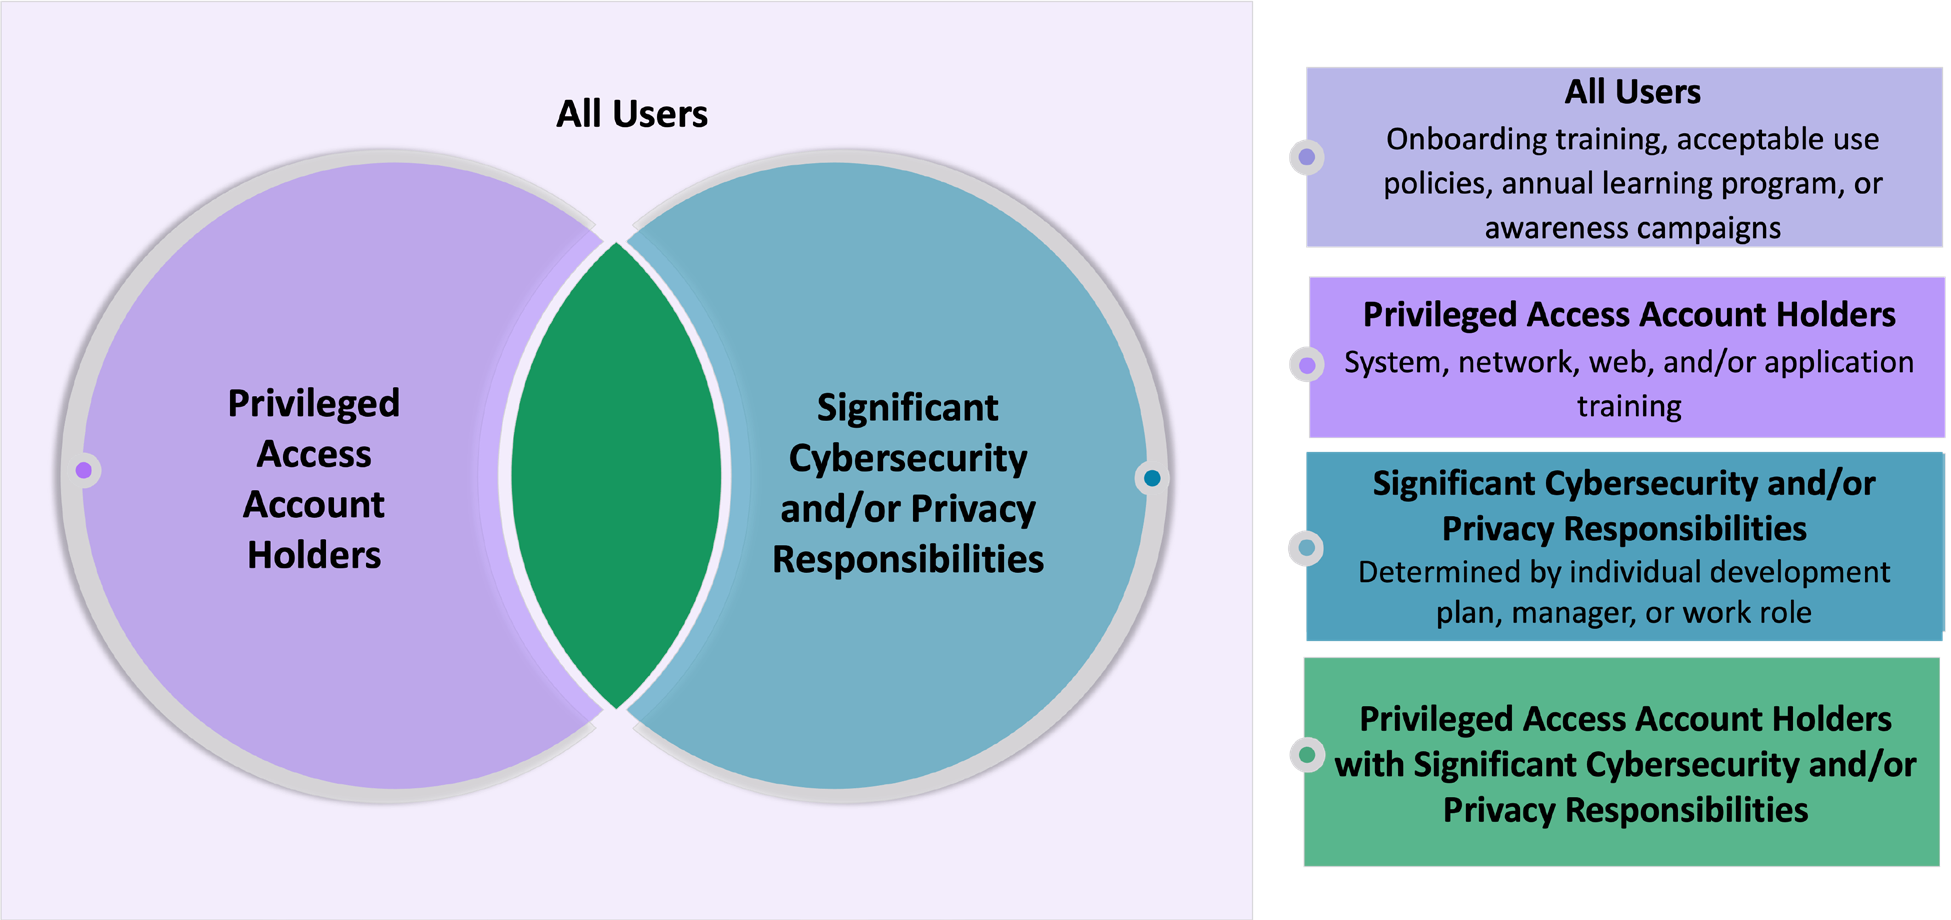 All Users
Privileged
Access
Account
Holders
Significant
Cybersecurity
and/or Privacy
Responsibilities
All Users
Onboarding training, acceptable use
policies, annual learning program, or
awareness campaigns
Privileged Access Account Holders
System, network, web, and/or application
training
Significant Cybersecurity and/or
Privacy Responsibilities
Determined by individual development
plan, manager, or work role
Privileged Access Account Holders
with Significant Cybersecurity and/or
Privacy Responsibilities